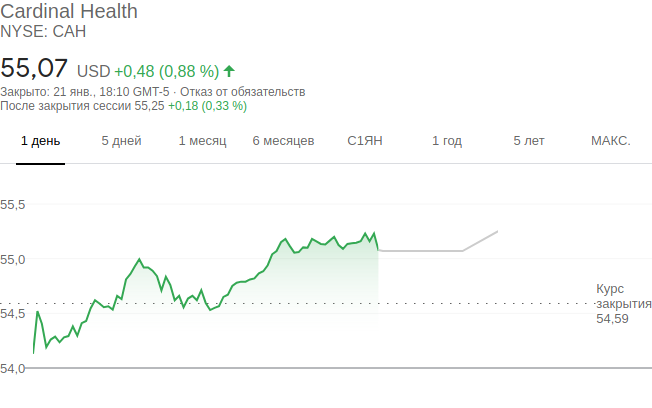 Cardinal Health
NYSE: CAH
55,07 USD +0,48 (0,88 %)
Закрыто: 21 янв., 18:10 GMT-5 · Отказ от обязательств
После закрытия сессии 55,25 +0,18 (0,33 %)
1 день 5 дней 1 месяц 6 месяцев С1ЯН 1 год 5 лет МАКС.
55,5
55,0
Курс
закрытия
54,59
54,5
54,0